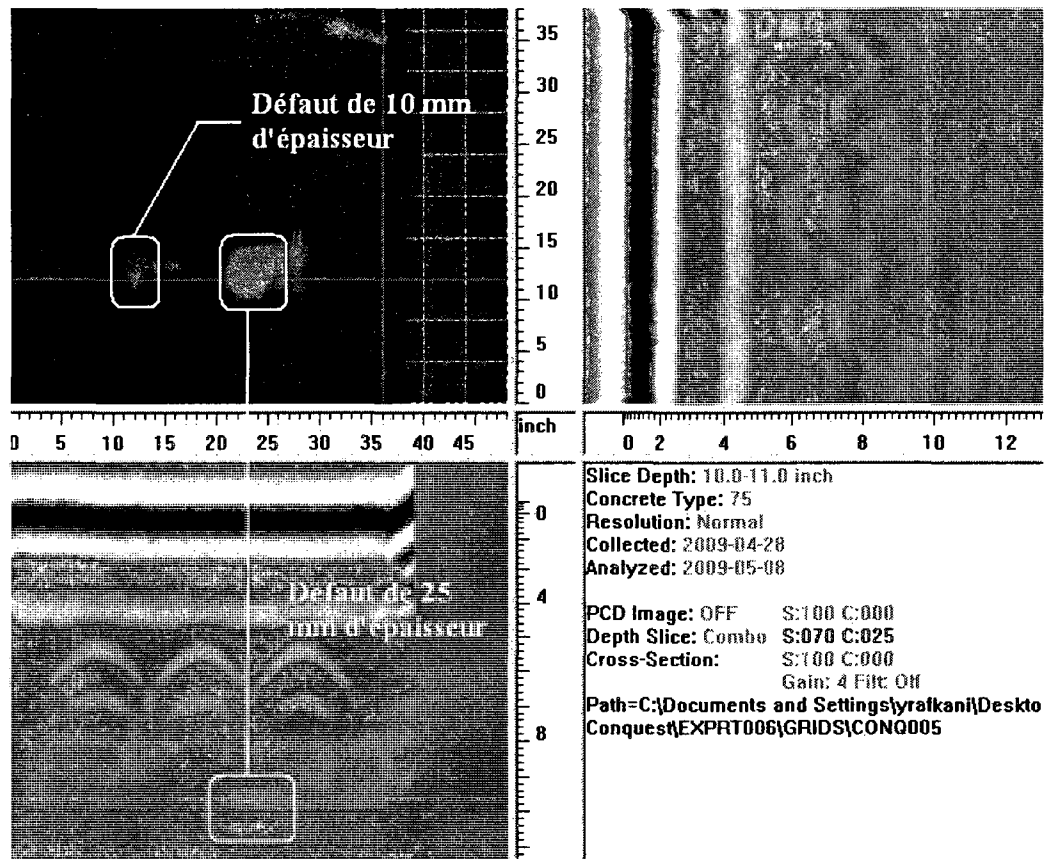 Défaut de 10 mm
d'épaisseur
35
30
25
20
15
10
5
0
inch
0 5 10 15 20 25 30 35 40 45
0 2 4 6 8 10 12
0
4
8
Défaut de 25
mm d'épaisseur
Slice Depth: 10.0-11.0 inch
Concrete Type: 75
Resolution: Normal
Collected: 2009-04-28
Analyzed: 2009-05-08
PCD Image: OFF S:100 C:000
Depth Slice: Combo S:070 C:025
Cross-Section: S:100 C:000
Gain: 4 Filt: Off
Path=C:\Documents and Settings\yrafkani\Deskto
Conquest\EXPRT006\GRIDS\CONQ005